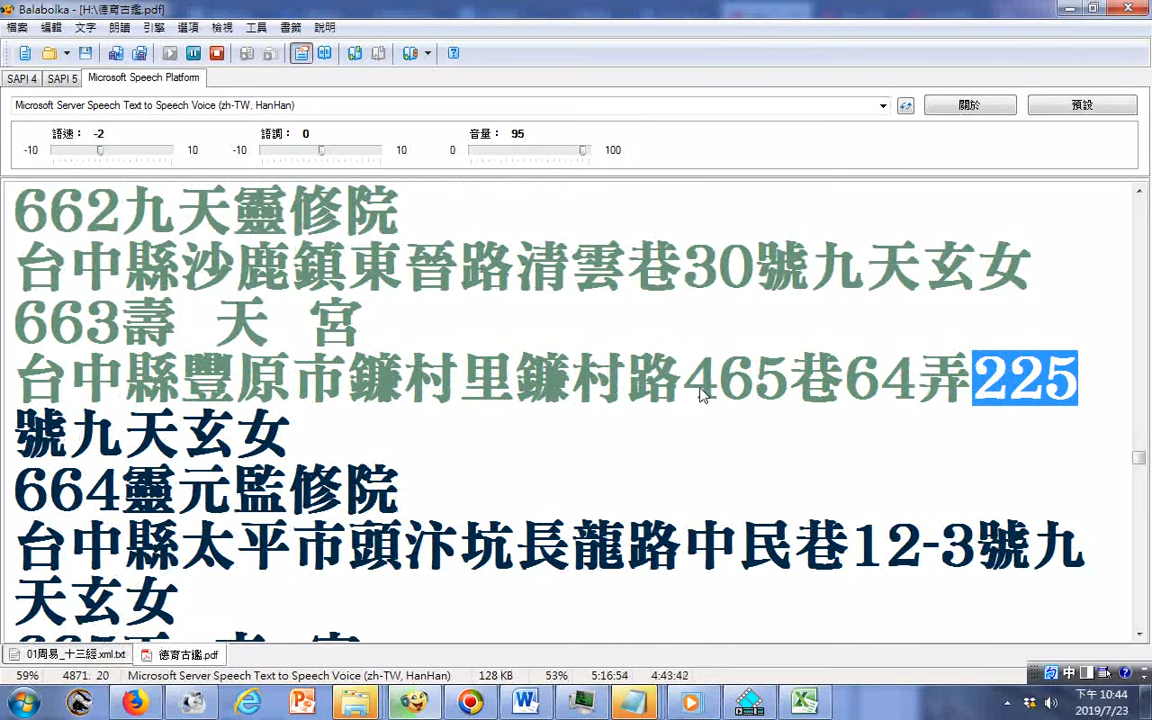 Balabolka - [H:\德育古鑑.pdf]
檔案 編輯 文字 朗讀 引擎 選項 檢視 工具 書籤 說明
SAPI 4 SAPI 5 Microsoft Speech Platform
Microsoft Server Speech Text to Speech Voice (zh-TW, HanHan) 關於 預設
語速： -2 語調： 0 音量： 95
-10 10 -10 10 0 100
662九天靈修院
台中縣沙鹿鎮東晉路清雲巷30號九天玄女
663壽 天 宮
台中縣豐原市鐮村里鐮村路465巷64弄225
號九天玄女
664靈元監修院
台中縣太平市頭汴坑長龍路中民巷12-3號九
天玄女
01周易_十三經.xml.txt 德育古鑑.pdf
59% 4871: 20 Microsoft Server Speech Text to Speech Voice (zh-TW, HanHan) 128 KB 53% 5:16:54 4:43:42
中
下午 10:44
2019/7/23